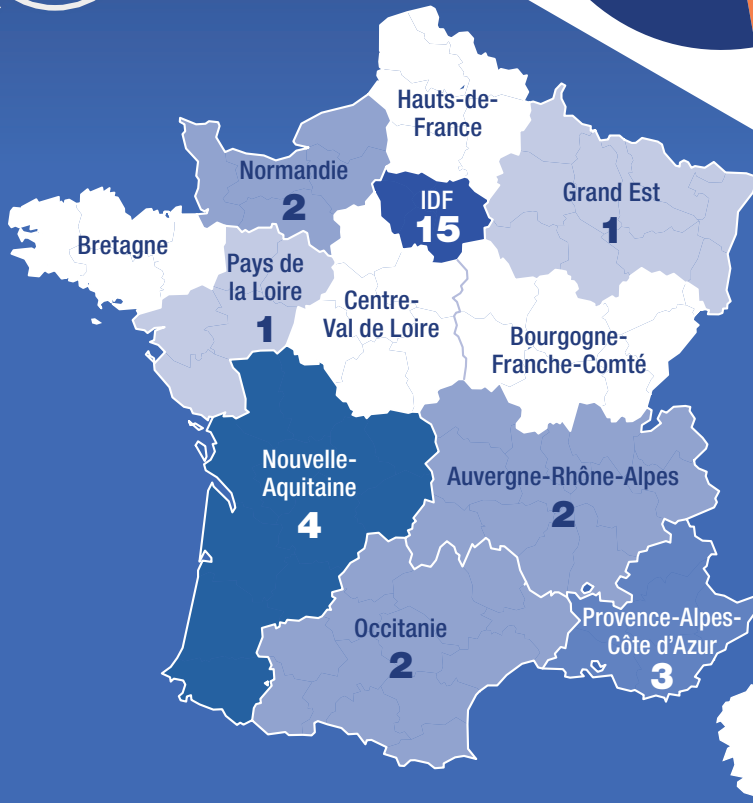 Hauts-de-
France
Normandie
2
IDF
15
Grand Est
1
Bretagne
Pays de
la Loire
1
Centre-
Val de Loire
Bourgogne-
Franche-Comté
Nouvelle-
Aquitaine
4
Auvergne-Rhône-Alpes
2
Occitanie
2
Provence-Alpes-
Côte d'Azur
3